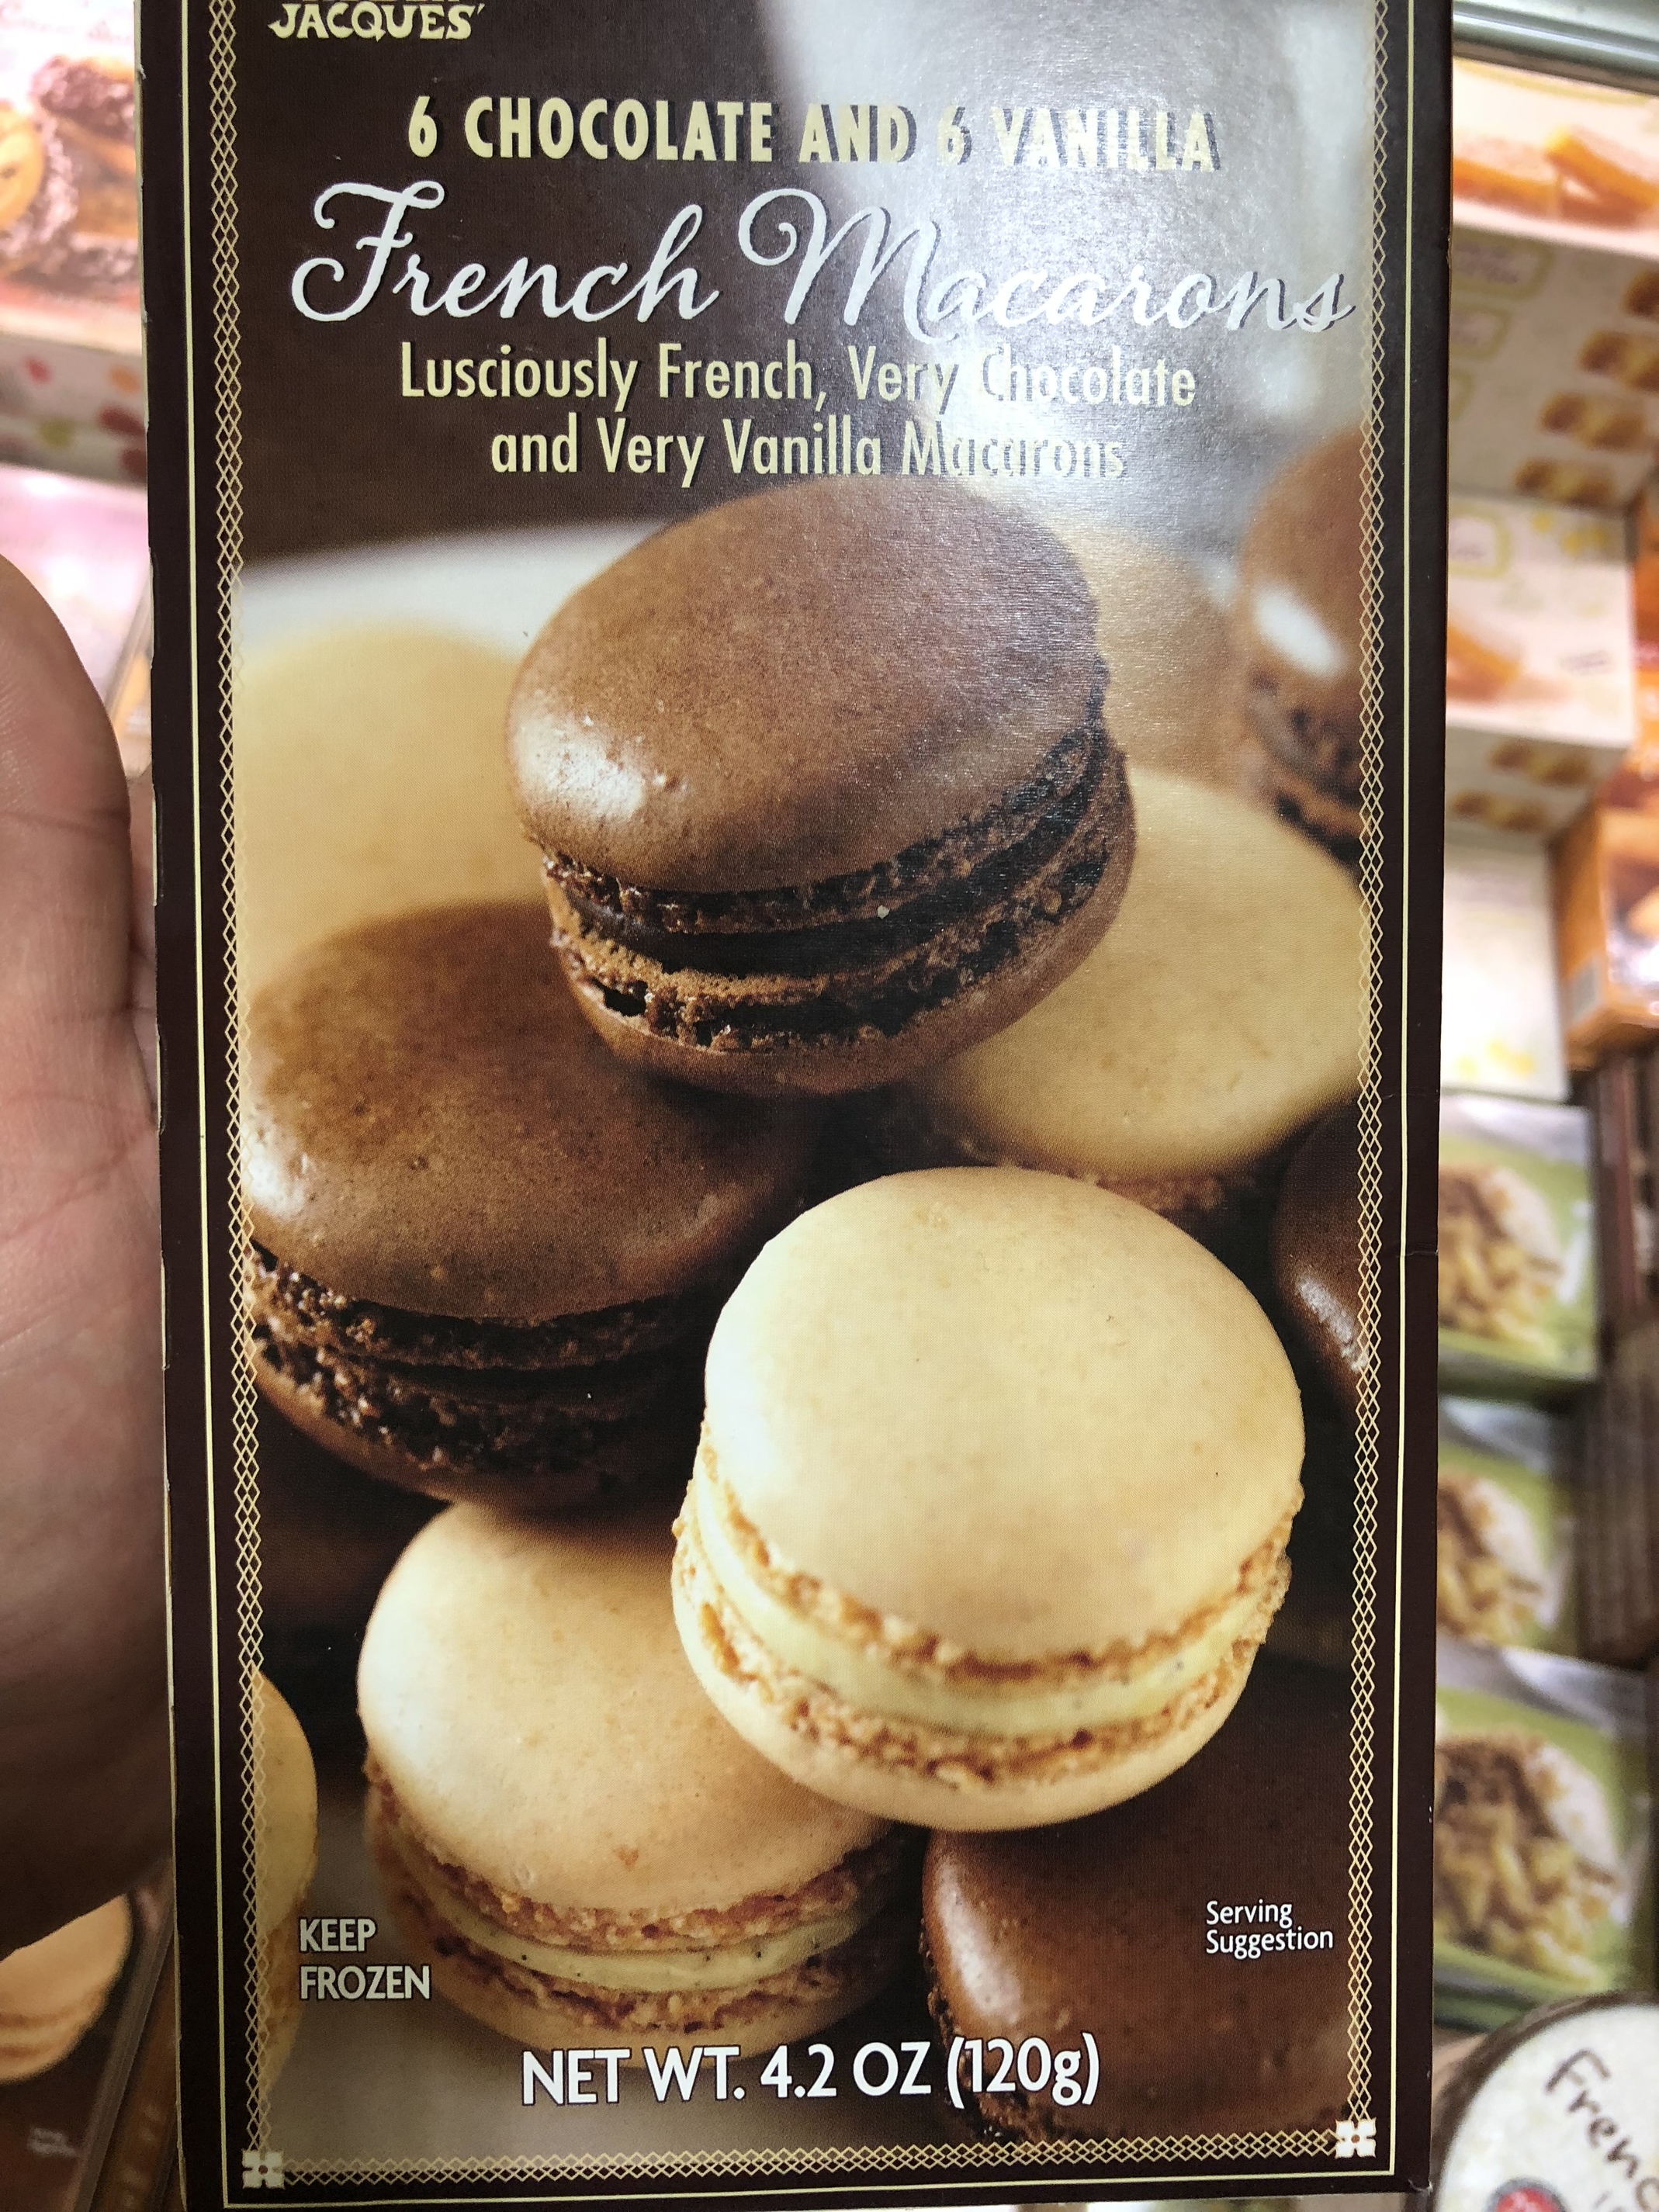 JACQUES'
6 CHOCOLATE AND 6 VANILLA
French Macarons
Lusciously French, Very Chocolate
and Very Vanilla Macarons
KEEP
FROZEN
Serving
Suggestion
NET WT. 4.2 OZ (120g)